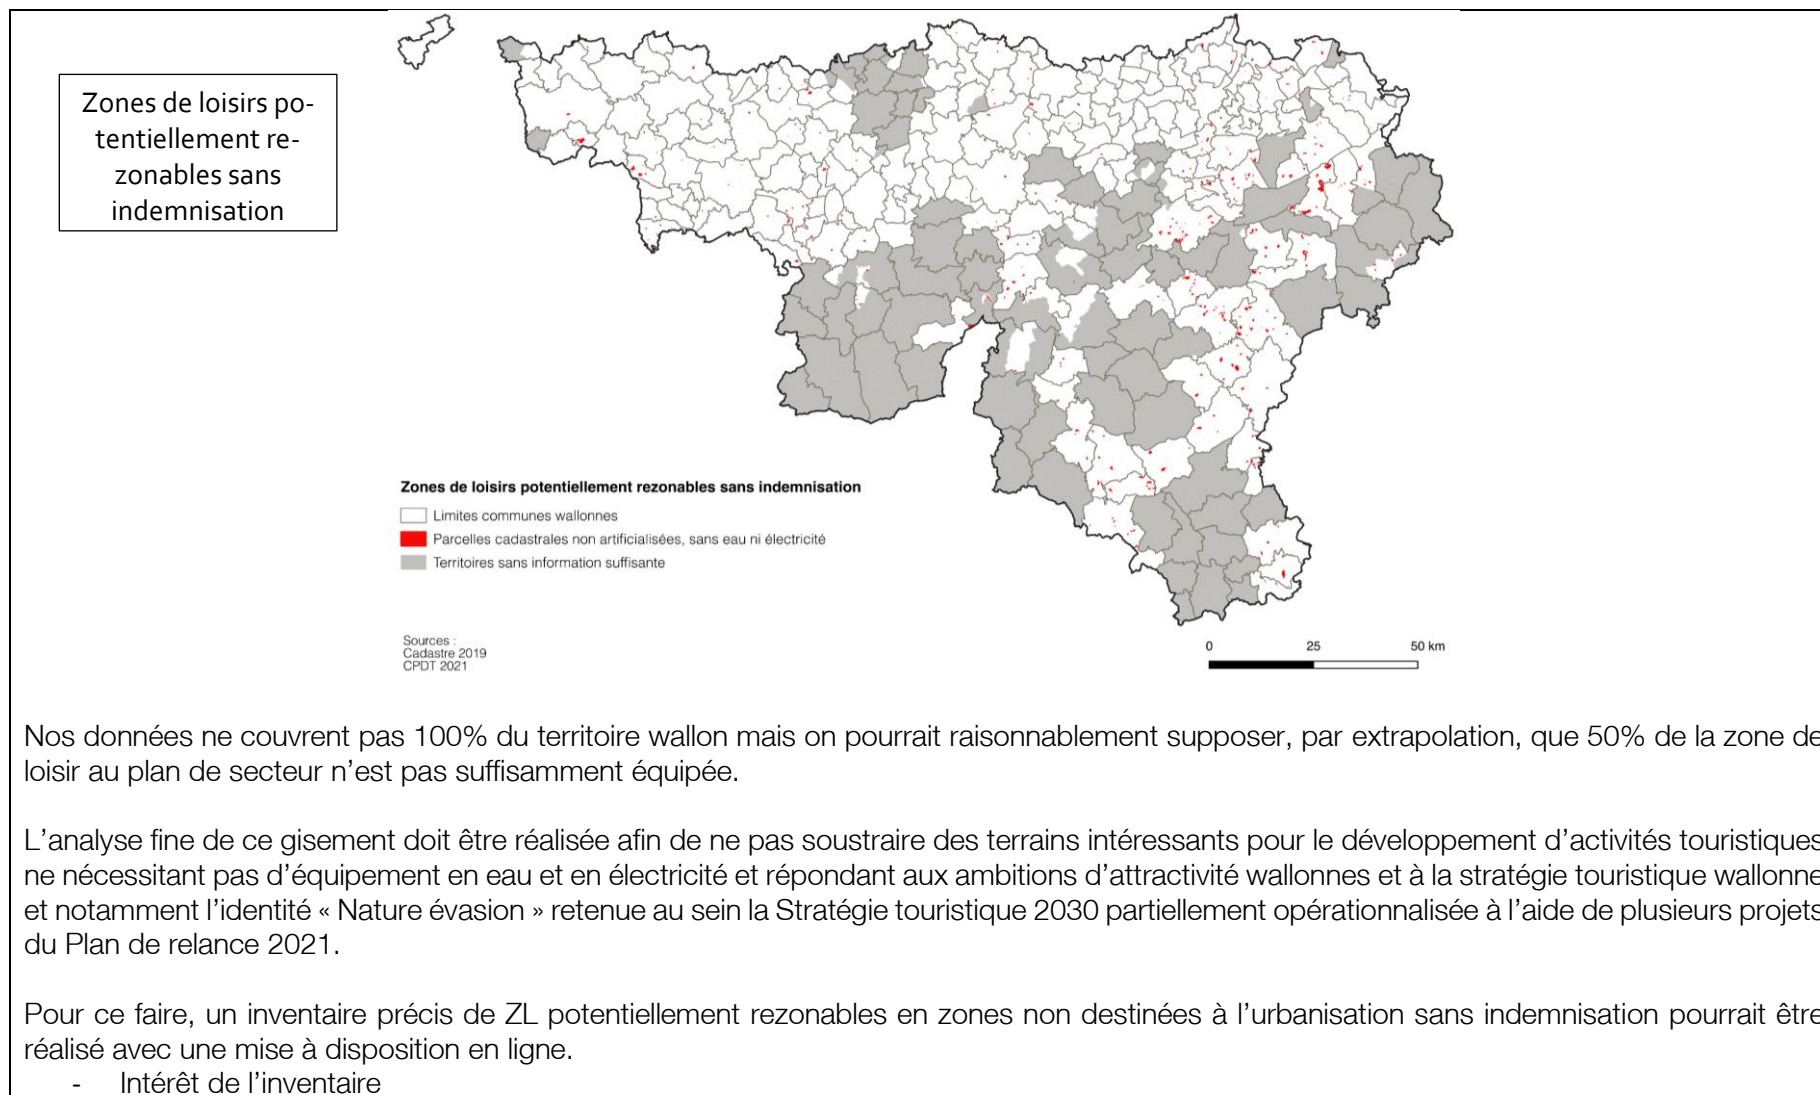 Zones de loisirs po-
tentiellement re-
zonables sans
indemnisation
Zones de loisirs potentiellement rezonables sans indemnisation
Limites communes wallonnes
Parcelles cadastrales non artificialisées, sans eau ni électricité
Territoires sans information suffisante
Sources :
Cadastre 2019
CPDT 2021
0 25 50 km
Nos données ne couvrent pas 100% du territoire wallon mais on pourrait raisonnablement supposer, par extrapolation, que 50% de la zone de
loisir au plan de secteur n’est pas suffisamment équipée.
L’analyse fine de ce gisement doit être réalisée afin de ne pas soustraire des terrains intéressants pour le développement d’activités touristiques
ne nécessitant pas d’équipement en eau et en électricité et répondant aux ambitions d’attractivité wallonnes et à la stratégie touristique wallonne
et notamment l’identité « Nature évasion » retenue au sein la Stratégie touristique 2030 partiellement opérationnalisée à l’aide de plusieurs projets
du Plan de relance 2021.
Pour ce faire, un inventaire précis de ZL potentiellement rezonables en zones non destinées à l’urbanisation sans indemnisation pourrait être
réalisé avec une mise à disposition en ligne.
- Intérêt de l’inventaire